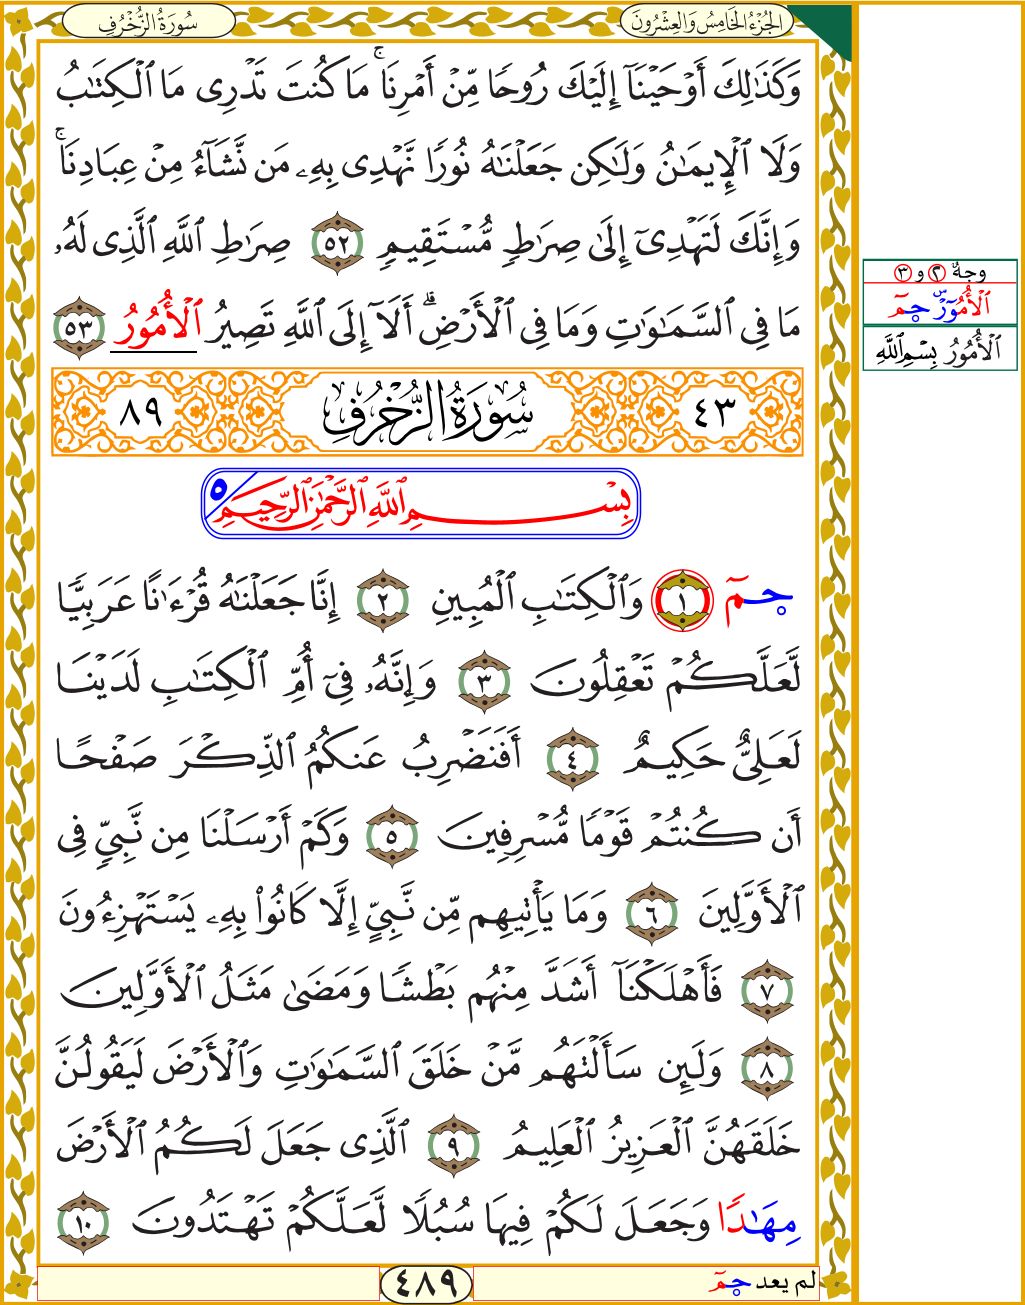 الجُزْءُ الخَامِسُ وَالعِشْرُونَ
سُورَةُ الزُّخْرُفِ
وَكَذَٰلِكَ أَوْحَيْنَآ إِلَيْكَ رُوحًا مِّنْ أَمْرِنَا ۚ مَا كُنتَ تَدْرِى مَا ٱلْكِتَٰبُ
وَلَا ٱلْإِيمَٰنُ وَلَٰكِن جَعَلْنَٰهُ نُورًا نَّهْدِى بِهِۦ مَن نَّشَآءُ مِنْ عِبَادِنَا ۚ
وَإِنَّكَ لَتَهْدِىٓ إِلَىٰ صِرَٰطٍ مُّسْتَقِيمٍ ٥٢ صِرَٰطِ ٱللَّهِ ٱلَّذِى لَهُۥ
مَا فِى ٱلسَّمَٰوَٰتِ وَمَا فِى ٱلْأَرْضِ ۗ أَلَآ إِلَى ٱللَّهِ تَصِيرُ ٱلْأُمُورُ ٥٣
٤٣ سُورَةُ الزُّخْرُفِ ٨٩
بِسْمِ ٱللَّهِ ٱلرَّحْمَٰنِ ٱلرَّحِيمِ ٥
حمٓ ١ وَٱلْكِتَٰبِ ٱلْمُبِينِ ٢ إِنَّا جَعَلْنَٰهُ قُرْءَٰنًا عَرَبِيًّا
لَّعَلَّكُمْ تَعْقِلُونَ ٣ وَإِنَّهُۥ فِىٓ أُمِّ ٱلْكِتَٰبِ لَدَيْنَا
لَعَلِىٌّ حَكِيمٌ ٤ أَفَنَضْرِبُ عَنكُمُ ٱلذِّكْرَ صَفْحًا
أَن كُنتُمْ قَوْمًا مُّسْرِفِينَ ٥ وَكَمْ أَرْسَلْنَا مِن نَّبِىٍّ فِى
ٱلْأَوَّلِينَ ٦ وَمَا يَأْتِيهِم مِّن نَّبِىٍّ إِلَّا كَانُوا۟ بِهِۦ يَسْتَهْزِءُونَ
٧ فَأَهْلَكْنَآ أَشَدَّ مِنْهُم بَطْشًا وَمَضَىٰ مَثَلُ ٱلْأَوَّلِينَ
٨ وَلَئِن سَأَلْتَهُم مَّنْ خَلَقَ ٱلسَّمَٰوَٰتِ وَٱلْأَرْضَ لَيَقُولُنَّ
خَلَقَهُنَّ ٱلْعَزِيزُ ٱلْعَلِيمُ ٩ ٱلَّذِى جَعَلَ لَكُمُ ٱلْأَرْضَ
مِهَٰدًا وَجَعَلَ لَكُمْ فِيهَا سُبُلًا لَّعَلَّكُمْ تَهْتَدُونَ ١٠
لم يعد حمٓ
٤٨٩
وجهٌ ٢ و ٣
ٱلْأُمُورُ ۜ حمٓ
ٱلْأُمُورُ بِسْمِ ٱللَّهِ